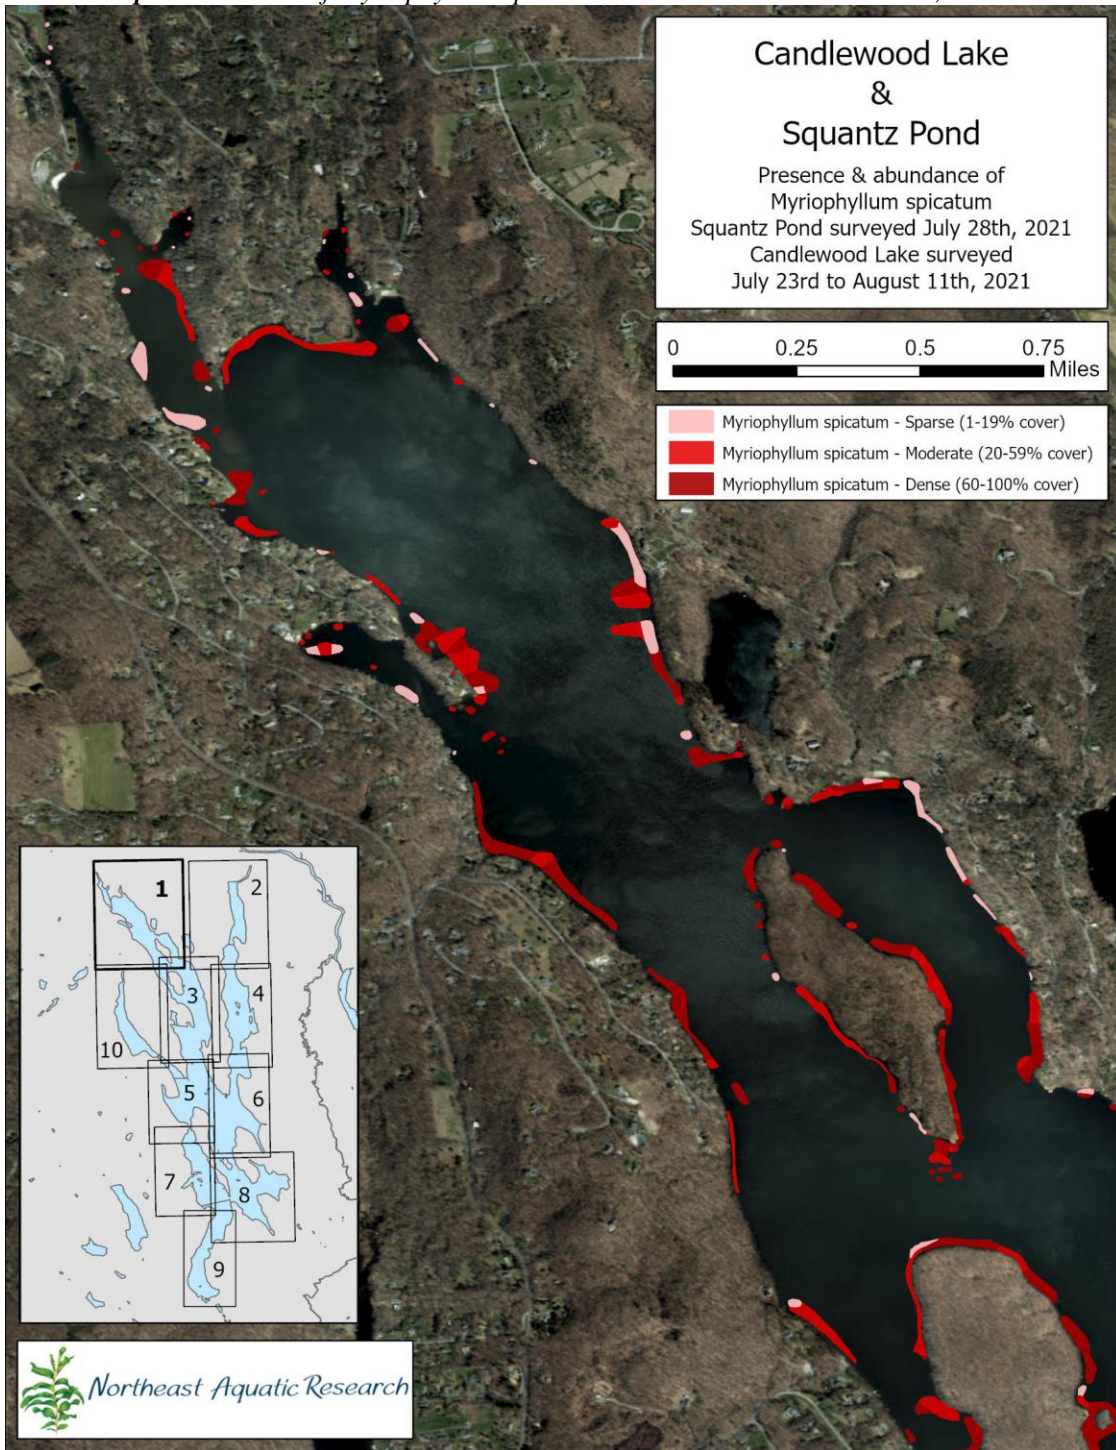 Candlewood Lake
&
Squantz Pond
Presence & abundance of
Myriophyllum spicatum
Squantz Pond surveyed July 28th, 2021
Candlewood Lake surveyed
July 23rd to August 11th, 2021
0 0.25 0.5 0.75
Miles
Myriophyllum spicatum - Sparse (1-19% cover)
Myriophyllum spicatum - Moderate (20-59% cover)
Myriophyllum spicatum - Dense (60-100% cover)
1
2
3
4
10
5
6
7
8
9
Northeast Aquatic Research